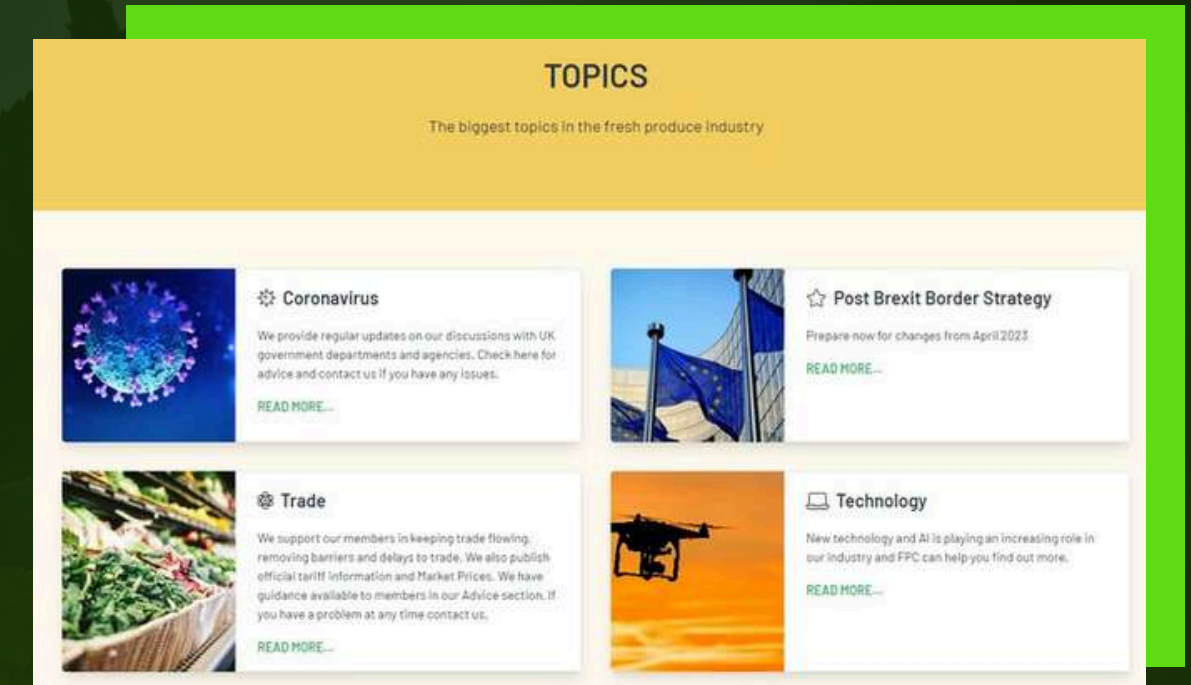 TOPICS
The biggest topics in the fresh produce industry
Coronavirus
We provide regular updates on our discussions with UK
government departments and agencies. Check here for
advice and contact us if you have any issues.
READ MORE...
Post Brexit Border Strategy
Prepare now for changes from April 2023
READ MORE...
Trade
We support our members in keeping trade flowing,
removing barriers and delays to trade. We also publish
official tariff information and Market Prices. We have
guidance available to members in our Advice section. If
you have a problem at any time contact us.
READ MORE...
Technology
New technology and AI is playing an increasing role in
our industry and FPC can help you find out more.
READ MORE...